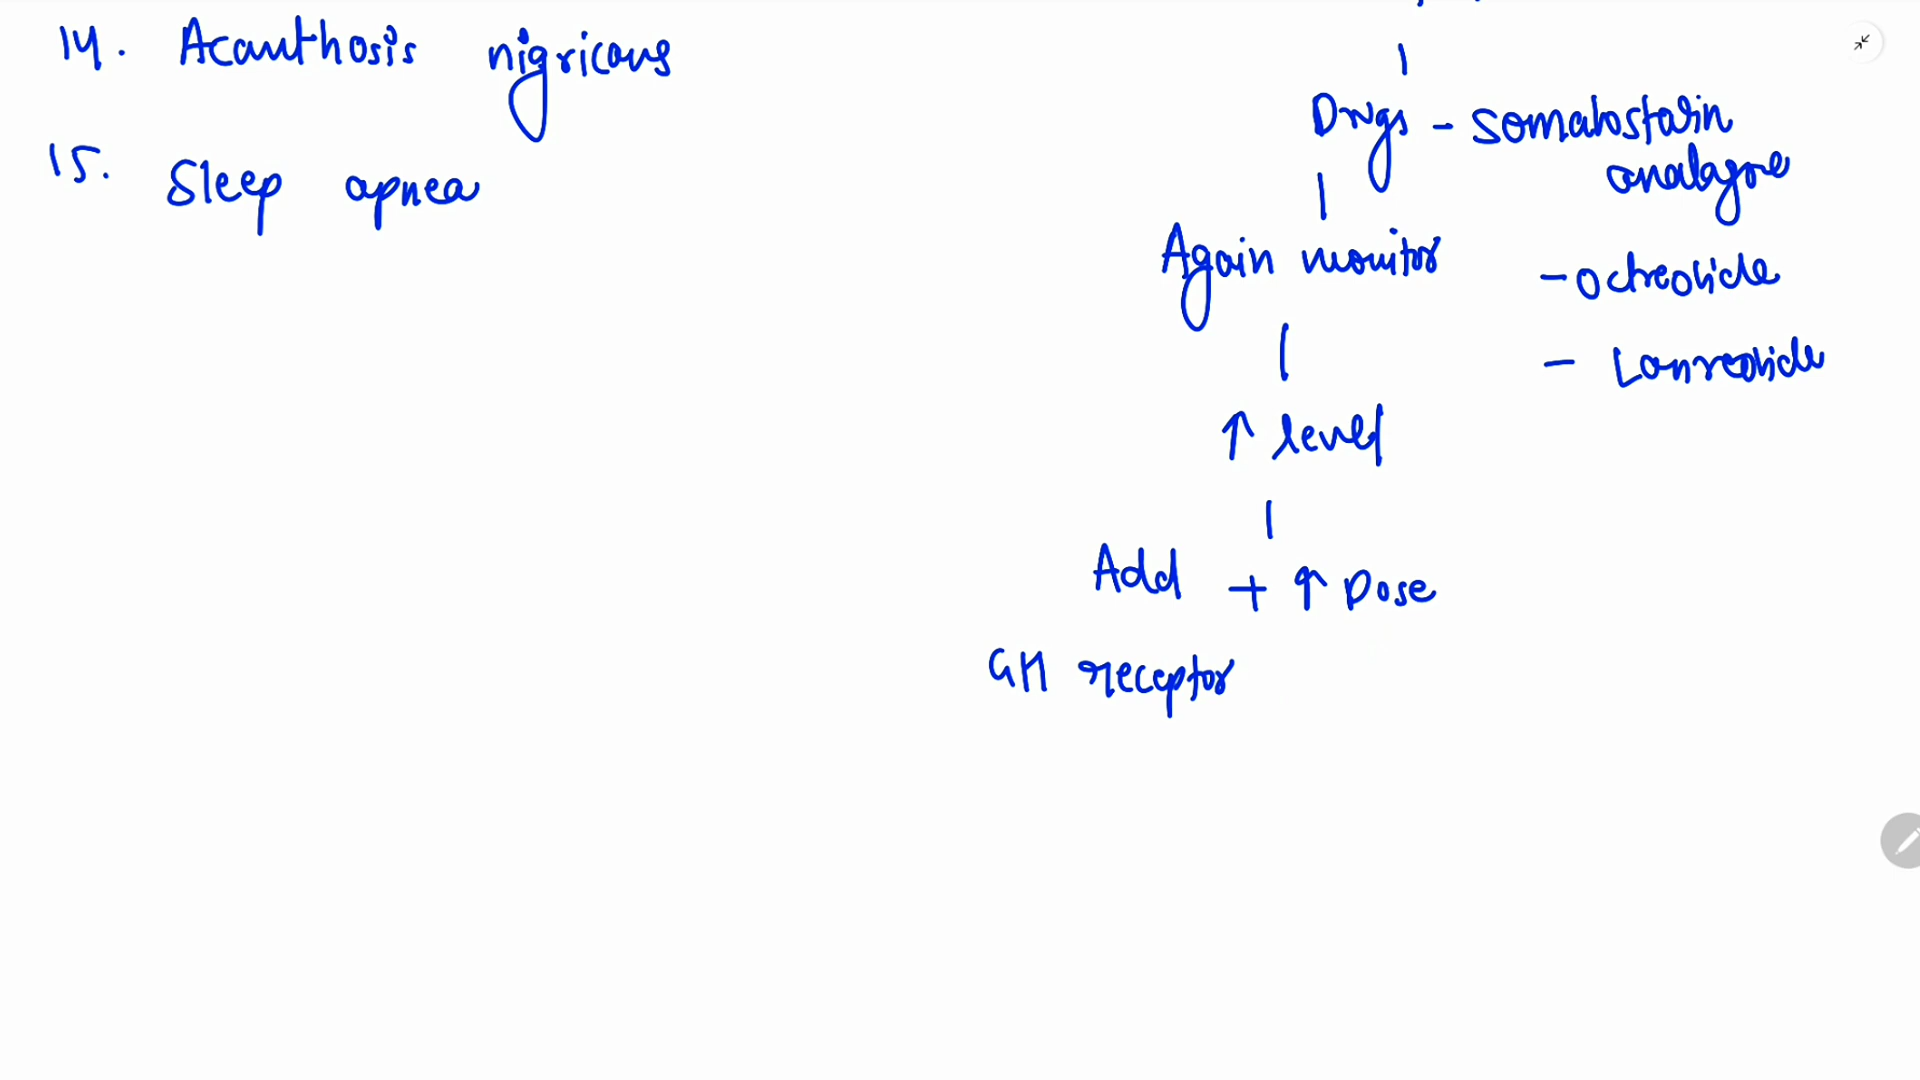 14. Acanthosis nigricans
15. Sleep apnea
Drugs - Somatostatin
analogue
Again monitor
- Octreotide
- Lanreotide
↑ level
Add + ↑ Dose
GH receptor